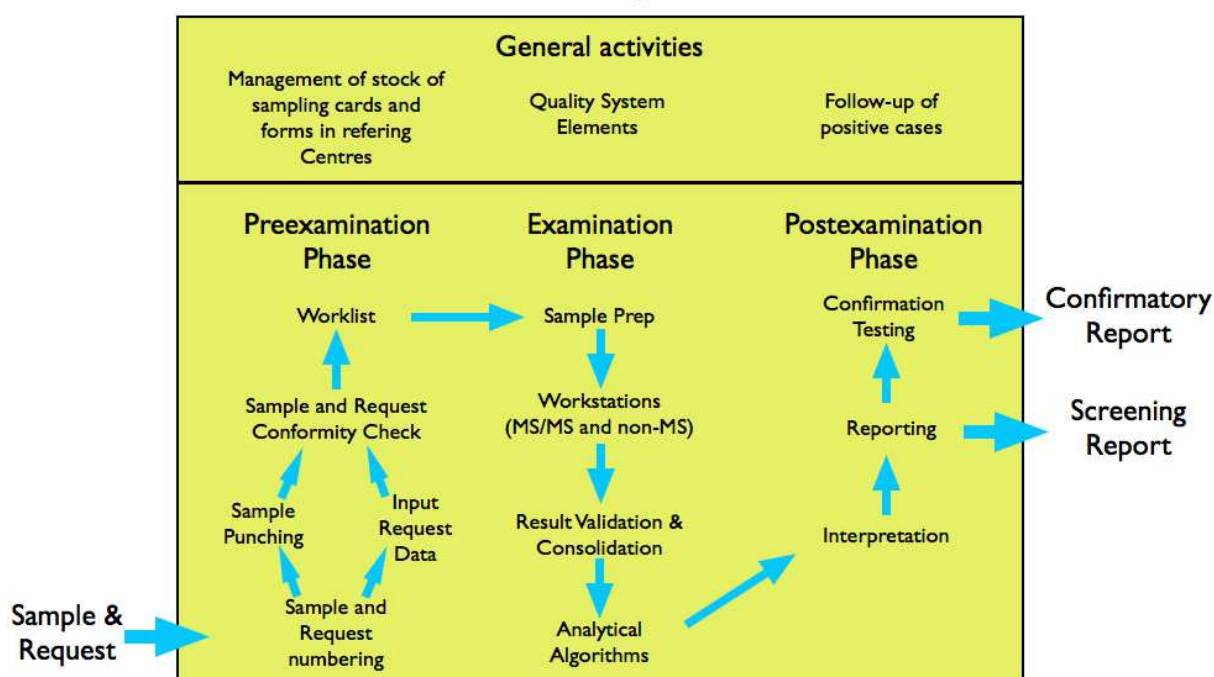 General activities
Management of stock of
sampling cards and
forms in refering
Centres
Quality System
Elements
Follow-up of
positive cases
Preexamination
Phase
Examination
Phase
Postexamination
Phase
Worklist
Sample Prep
Confirmation
Testing
Confirmatory
Report
Sample and Request
Conformity Check
Workstations
(MS/MS and non-MS)
Reporting
Screening
Report
Sample
Punching
Input
Request
Data
Result Validation &
Consolidation
Interpretation
Sample &
Request
Sample and
Request
numbering
Analytical
Algorithms